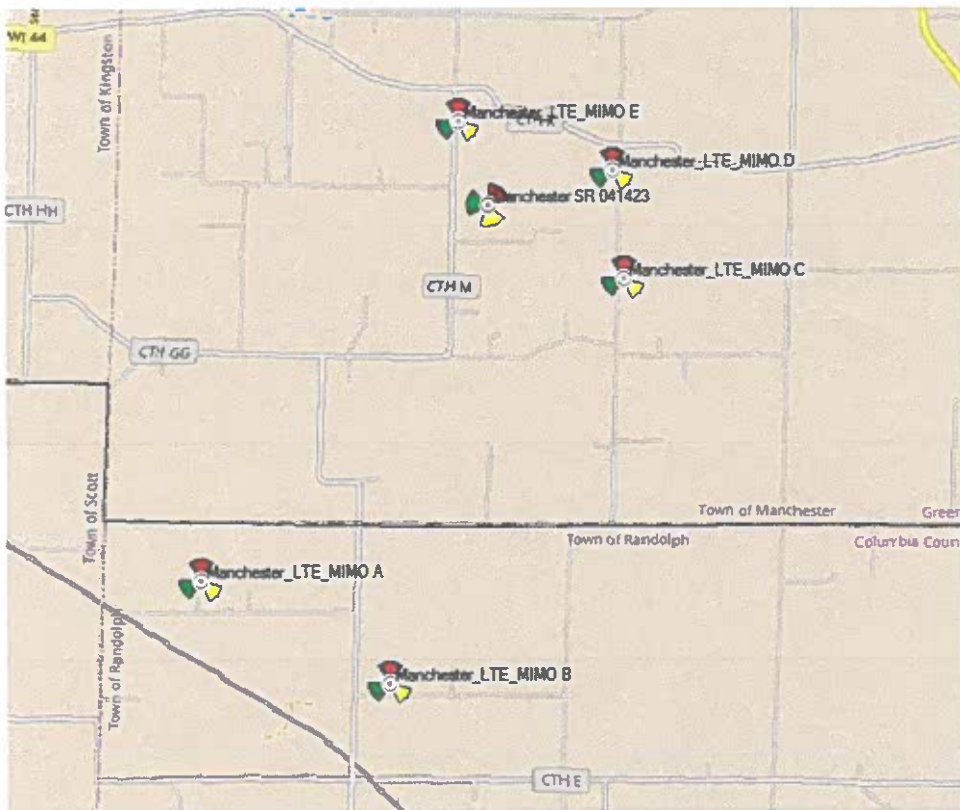 WI 44
Town of Kingston
Manchester_LTE_MIMO E
Manchester_LTE_MIMO D
Manchester SR 041423
CTH HH
Manchester_LTE_MIMO C
CTH M
CTH GG
Town of Scott
Town of Manchester
Green
Town of Randolph
Columbia Coun
Manchester_LTE_MIMO A
Town of Randolph
Manchester_LTE_MIMO B
CTH E